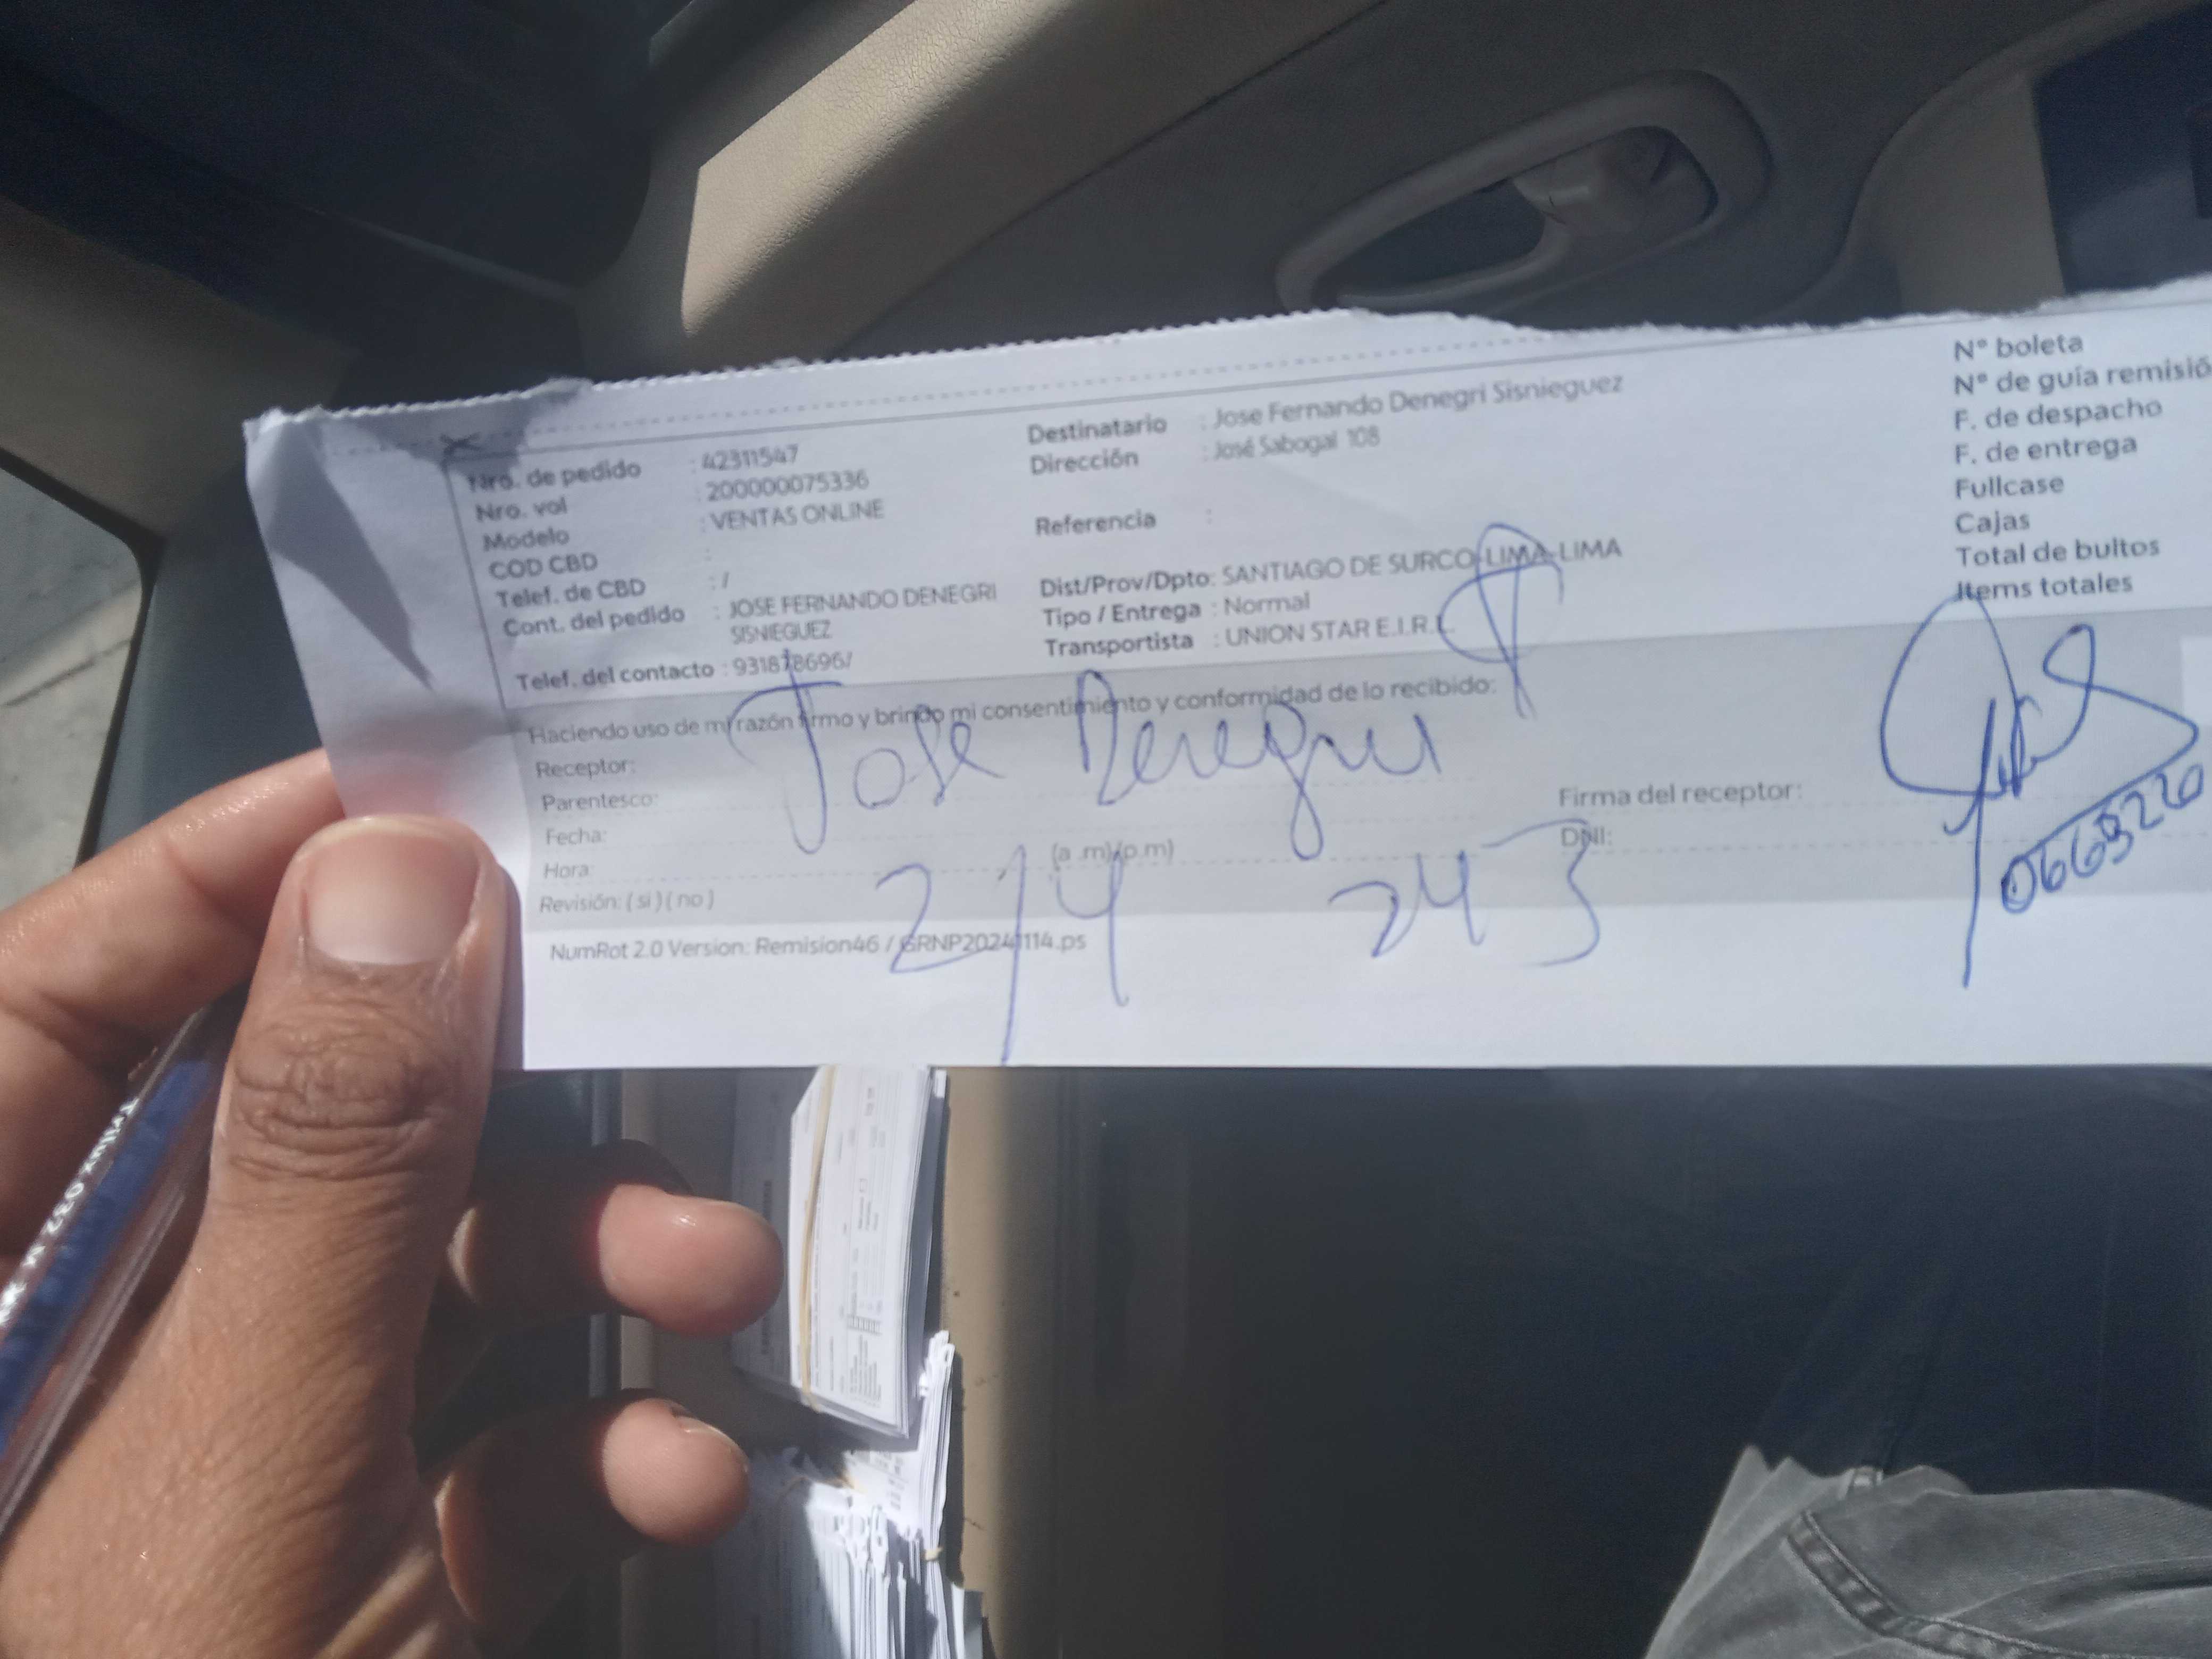 Nro. de pedido : 42311547
Nro. vol : 200000075336
Modelo : VENTAS ONLINE
COD CBD :
Telef. de CBD : /
Cont. del pedido : JOSE FERNANDO DENEGRI
SISNIEGUEZ
Telef. del contacto : 931878696/
Destinatario : Jose Fernando Denegri Sisnieguez
Dirección : José Sabogal 108
Referencia :
Dist/Prov/Dpto: SANTIAGO DE SURCO-LIMA-LIMA
Tipo / Entrega : Normal
Transportista : UNION STAR E.I.R.L
N° boleta
N° de guía remisió
F. de despacho
F. de entrega
Fullcase
Cajas
Total de bultos
Items totales
Haciendo uso de mi razón firmo y brindo mi consentimiento y conformidad de lo recibido:
Receptor:
Jose Denegri
Parentesco:
Fecha:
Hora: (a .m) (p.m)
Revisión: ( si ) ( no )
2/4 243
Firma del receptor:
DNI:
NumRot 2.0 Version: Remision46 / GRNP20241114.ps
Trilux 032 M